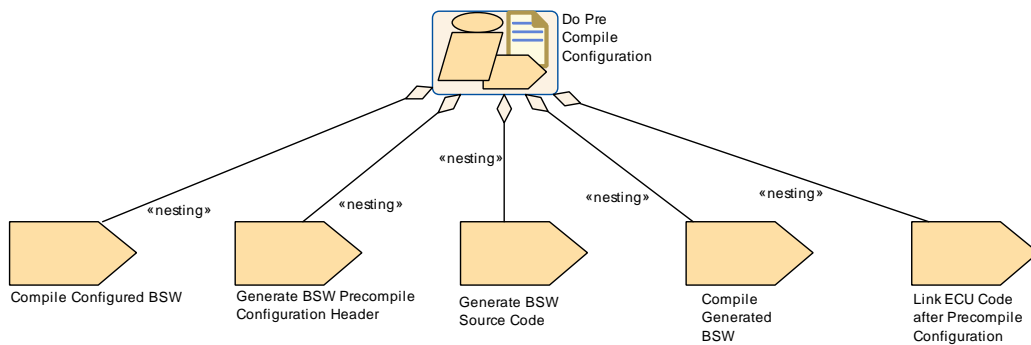 Do Pre
Compile
Configuration
«nesting»
«nesting»
«nesting»
«nesting»
«nesting»
Compile Configured BSW
Generate BSW Precompile
Configuration Header
Generate BSW
Source Code
Compile
Generated
BSW
Link ECU Code
after Precompile
Configuration